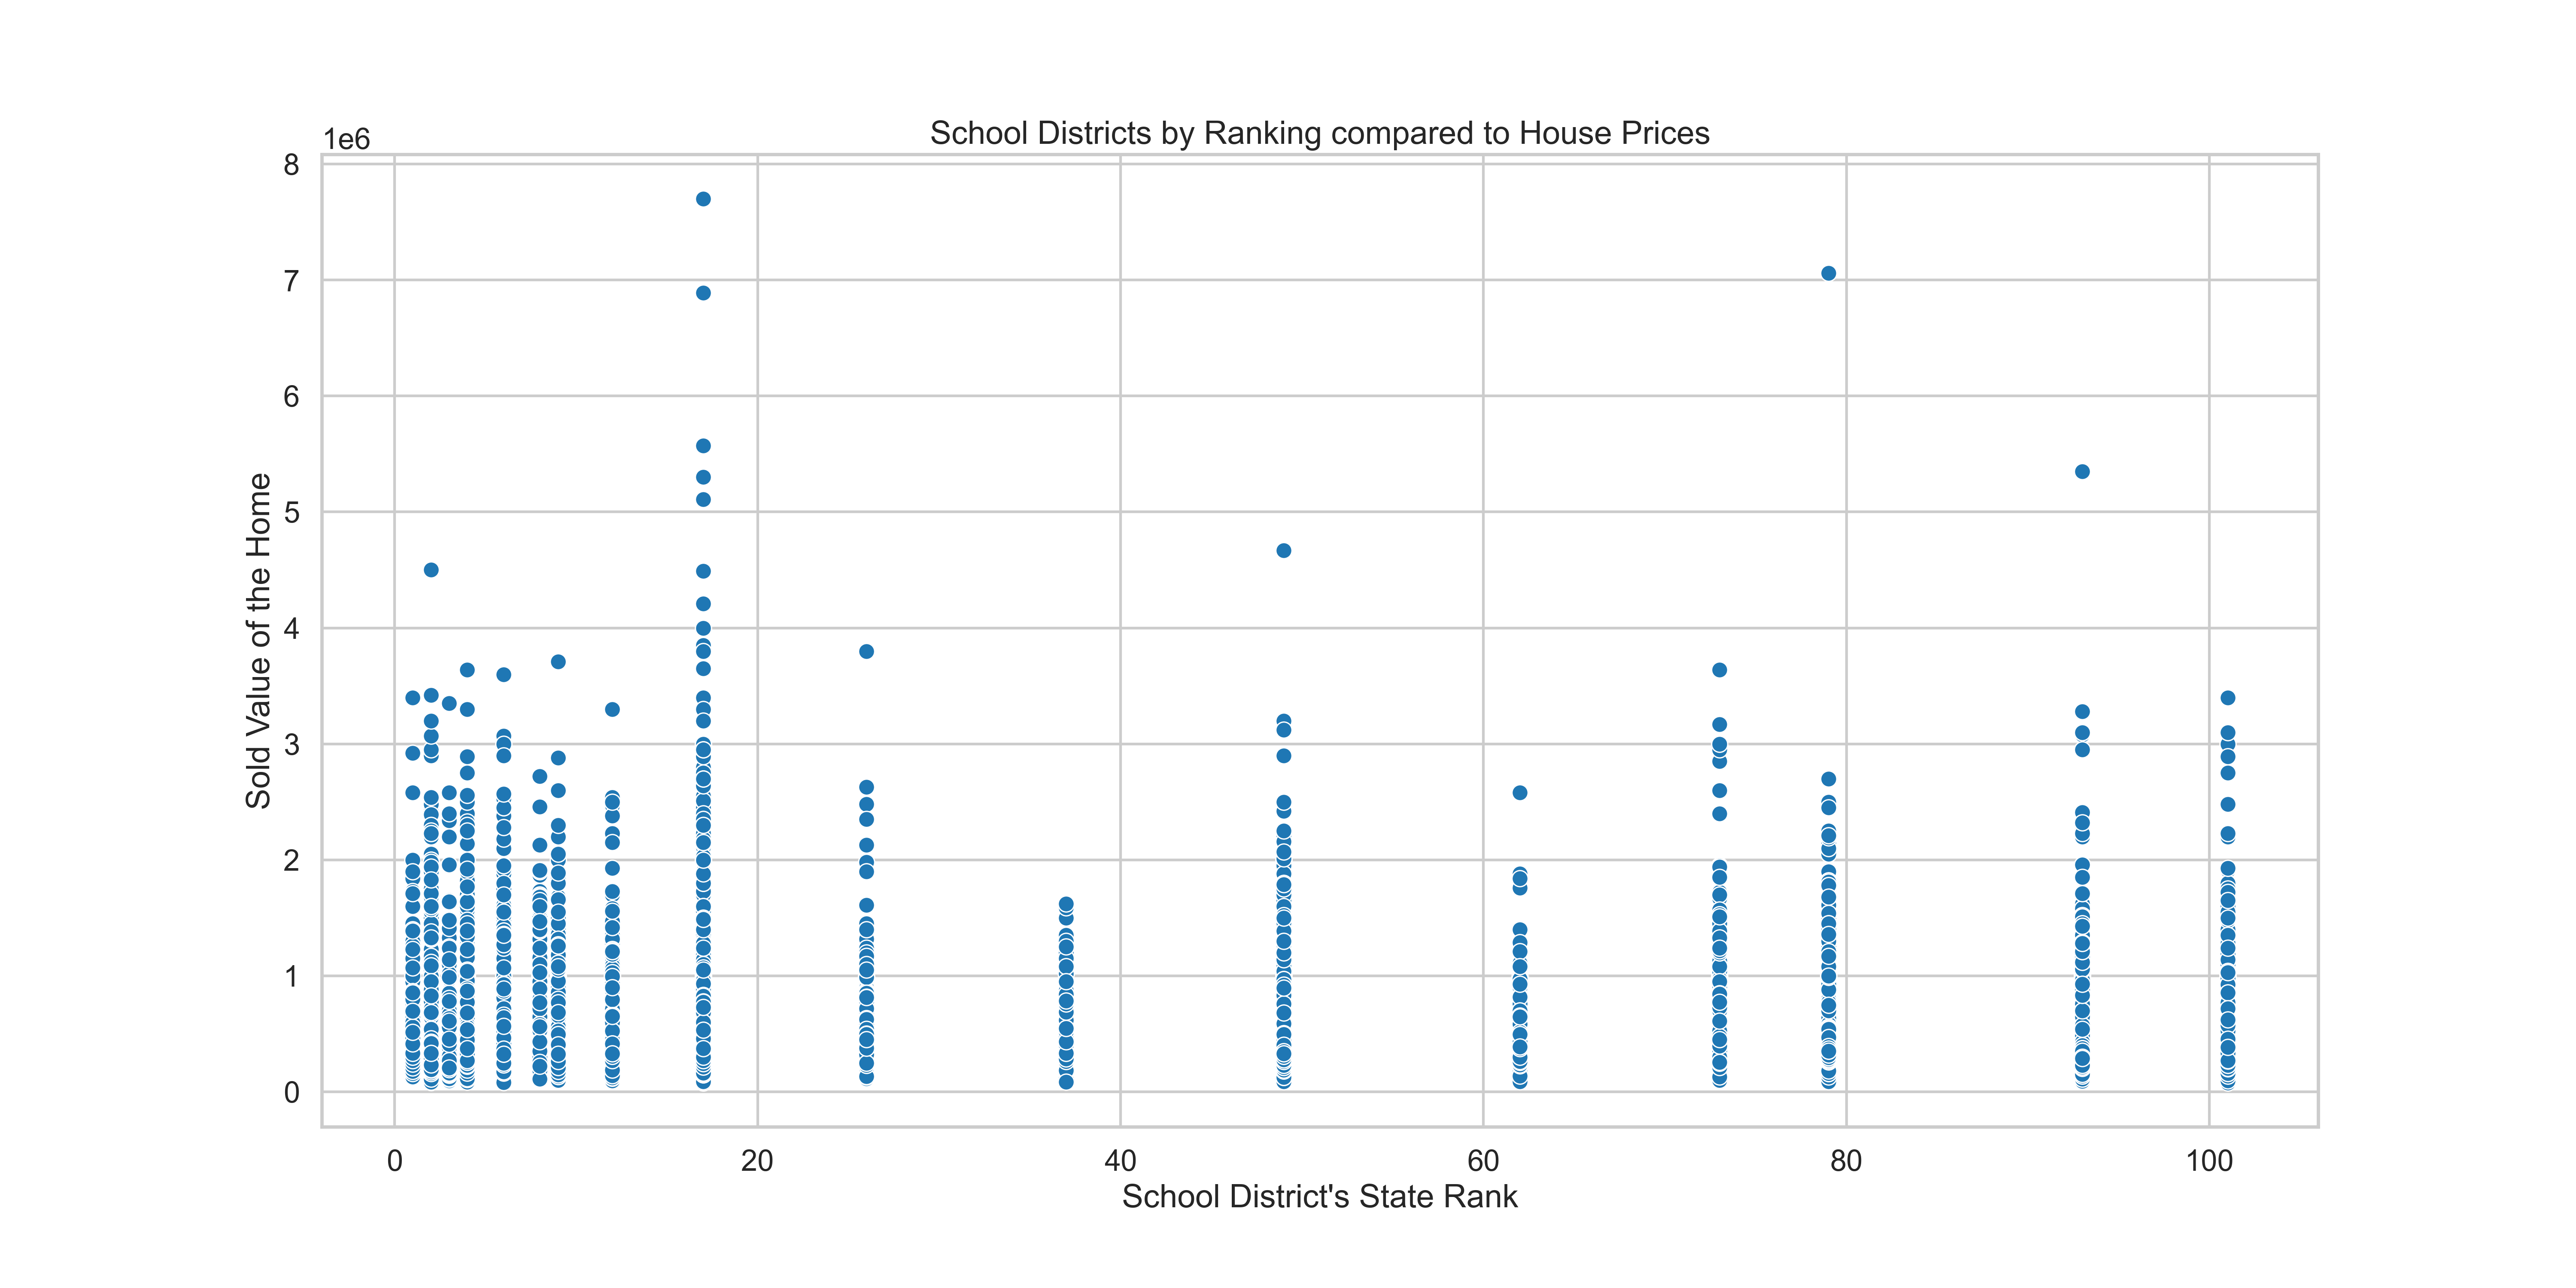 School Districts by Ranking compared to House Prices
1e6
8
7
6
5
4
3
2
1
0
Sold Value of the Home
0 20 40 60 80 100
School District's State Rank